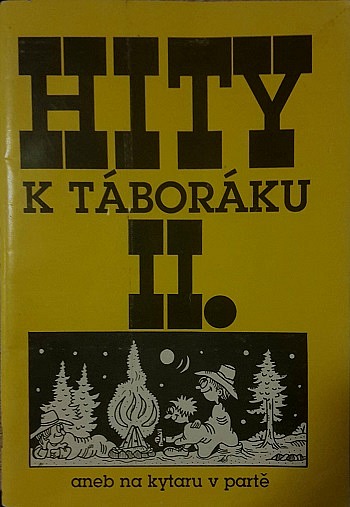 HITY
K TÁBORÁKU
II.
aneb na kytaru v partě